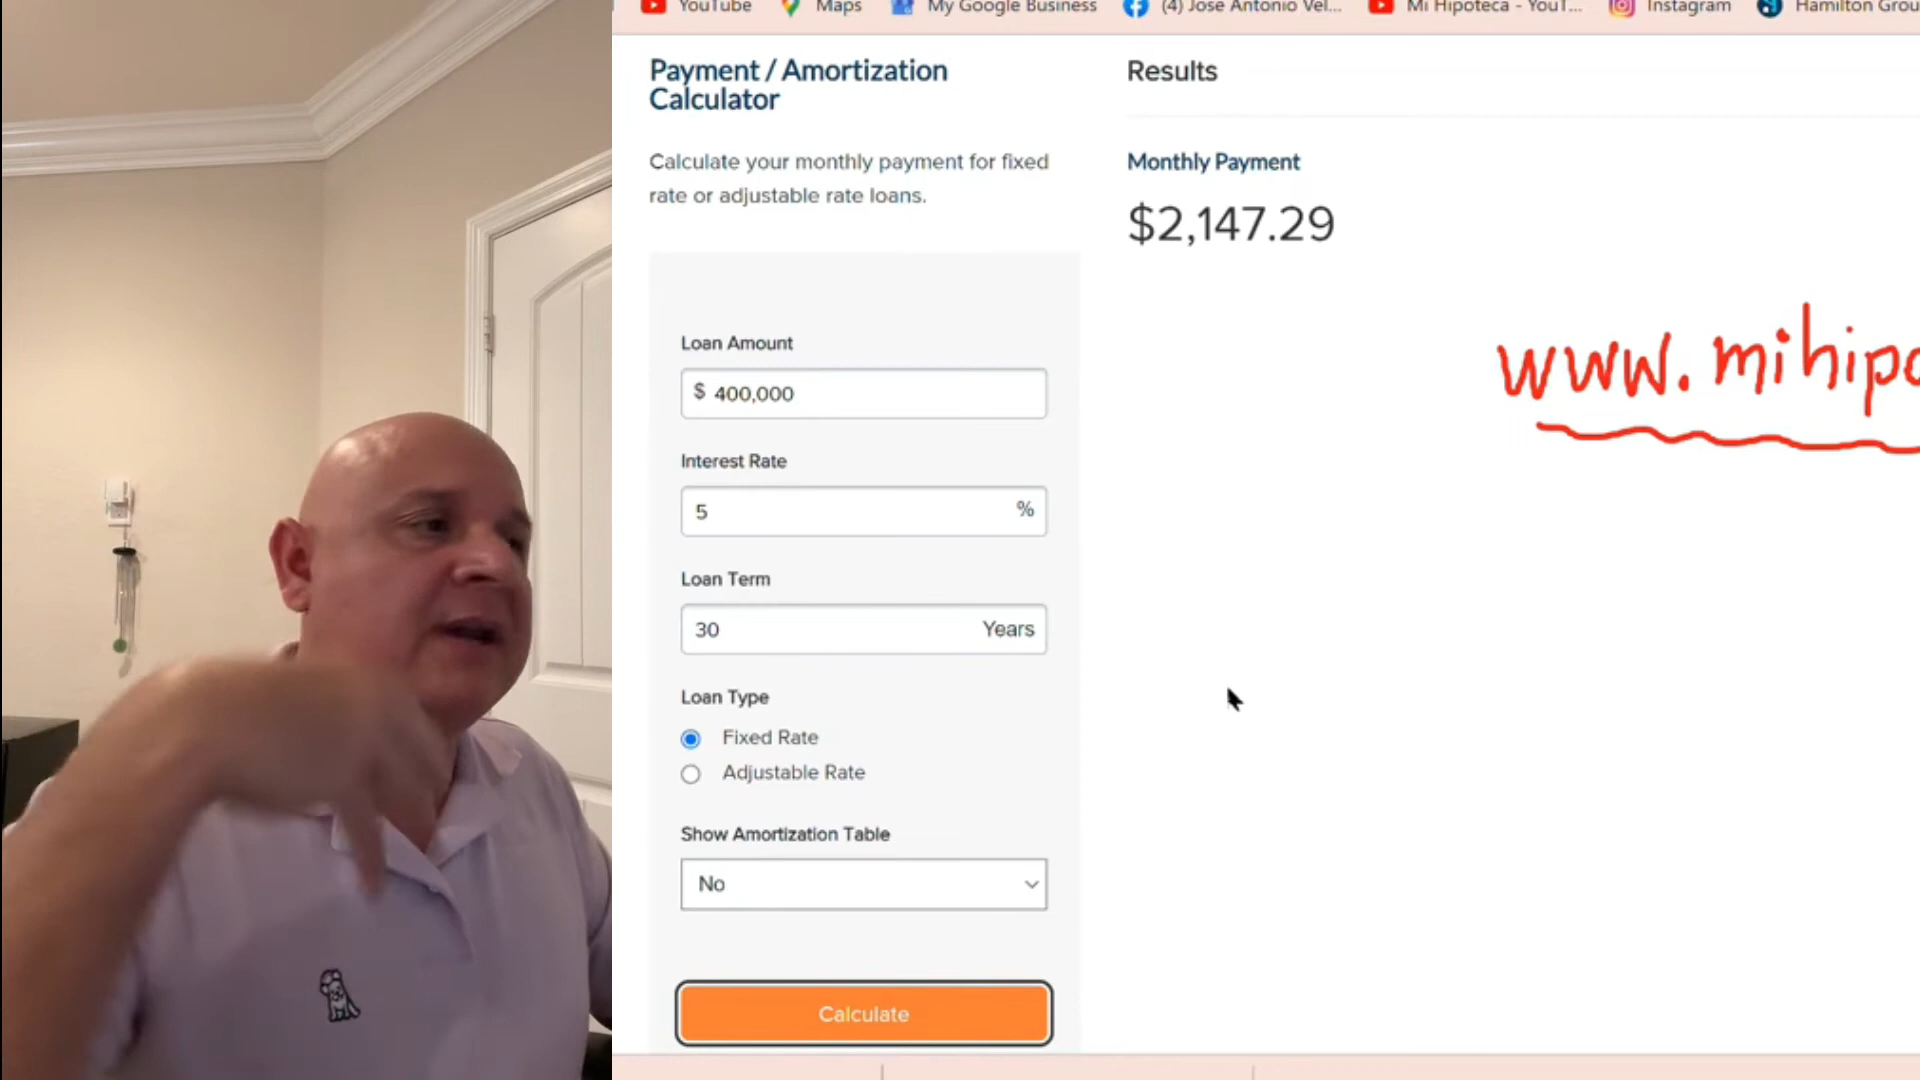 YouTube Maps My Google Business (4) Jose Antonio Vel... Mi Hipoteca - YouT... Instagram Hamilton Grou
Payment / Amortization
Calculator
Calculate your monthly payment for fixed
rate or adjustable rate loans.
Loan Amount
$ 400,000
Interest Rate
5 %
Loan Term
30 Years
Loan Type
Fixed Rate
Adjustable Rate
Show Amortization Table
No
Calculate
Results
Monthly Payment
$2,147.29
www.mihipo